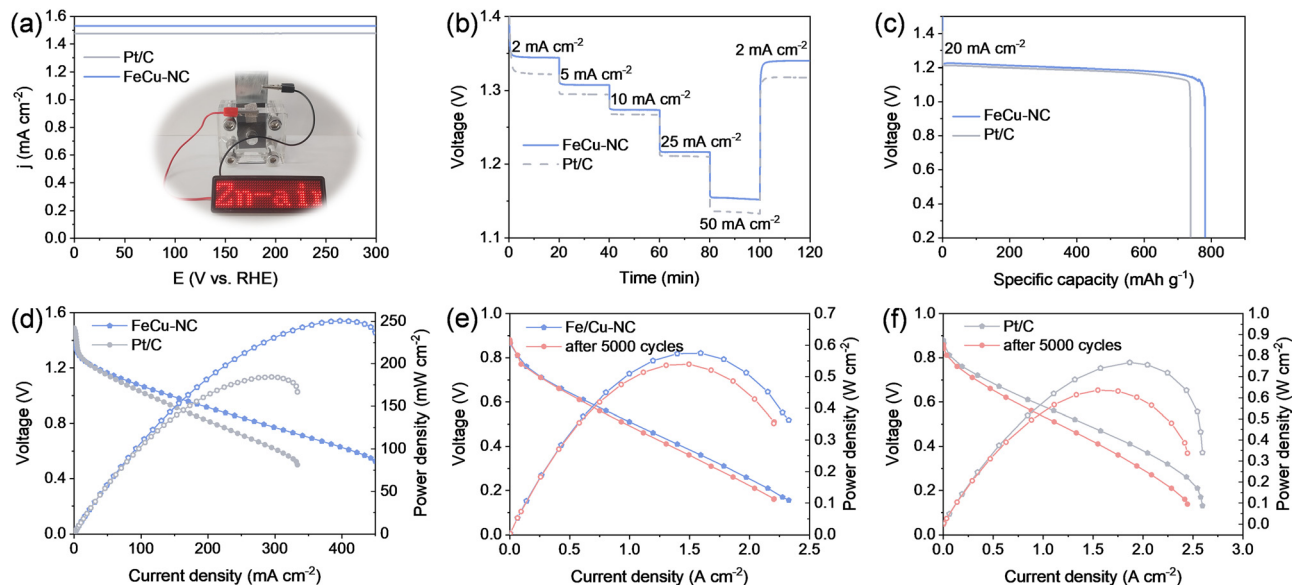 (a)
1.6
1.4
1.2
1.0
0.8
0.6
0.4
0.2
0.0
j (mA cm-2)
Pt/C
FeCu-NC
Zn-air
0 50 100 150 200 250 300
E (V vs. RHE)
(b)
1.4
1.3
1.2
1.1
Voltage (V)
2 mA cm-2
5 mA cm-2
10 mA cm-2
25 mA cm-2
50 mA cm-2
2 mA cm-2
FeCu-NC
Pt/C
0 20 40 60 80 100 120
Time (min)
(c)
1.4
1.2
1.0
0.8
0.6
0.4
0.2
Voltage (V)
20 mA cm-2
FeCu-NC
Pt/C
0 200 400 600 800
Specific capacity (mAh g-1)
(d)
1.6
1.2
0.8
0.4
0.0
Voltage (V)
FeCu-NC
Pt/C
250
200
150
100
50
0
Power density (mW cm-2)
0 100 200 300 400
Current density (mA cm-2)
(e)
1.0
0.8
0.6
0.4
0.2
0.0
Voltage (V)
Fe/Cu-NC
after 5000 cycles
0.7
0.6
0.5
0.4
0.3
0.2
0.1
0.0
Power density (W cm-2)
0.0 0.5 1.0 1.5 2.0 2.5
Current density (A cm-2)
(f)
1.0
0.8
0.6
0.4
0.2
0.0
Voltage (V)
Pt/C
after 5000 cycles
1.0
0.9
0.8
0.7
0.6
0.5
0.4
0.3
0.2
0.1
0.0
Power density (W cm-2)
0.0 0.5 1.0 1.5 2.0 2.5 3.0
Current density (A cm-2)